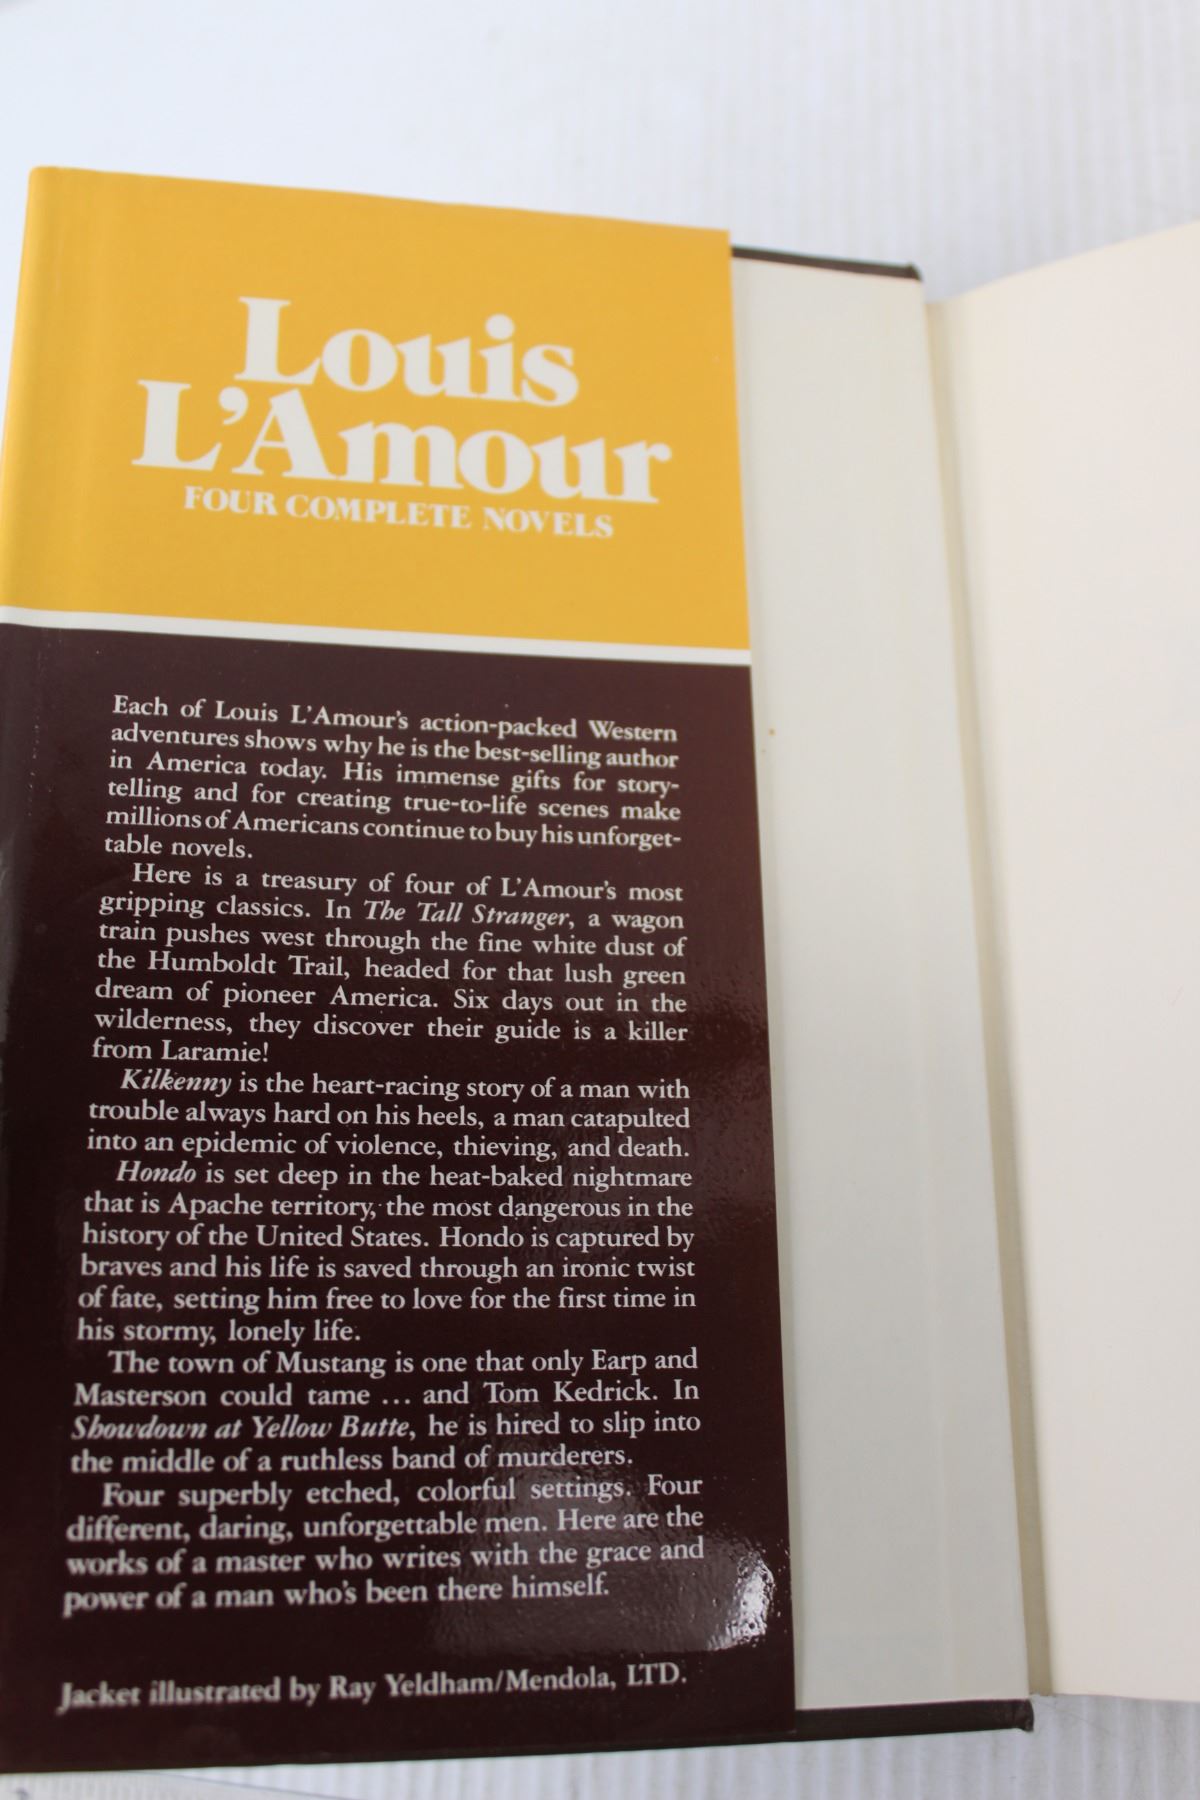 Louis
L'Amour
FOUR COMPLETE NOVELS
Each of Louis L'Amour's action-packed Western
adventures shows why he is the best-selling author
in America today. His immense gifts for story-
telling and for creating true-to-life scenes make
millions of Americans continue to buy his unforget-
table novels.
Here is a treasury of four of L'Amour's most
gripping classics. In The Tall Stranger, a wagon
train pushes west through the fine white dust of
the Humboldt Trail, headed for that lush green
dream of pioneer America. Six days out in the
wilderness, they discover their guide is a killer
from Laramie!
Kilkenny is the heart-racing story of a man with
trouble always hard on his heels, a man catapulted
into an epidemic of violence, thieving, and death.
Hondo is set deep in the heat-baked nightmare
that is Apache territory, the most dangerous in the
history of the United States. Hondo is captured by
braves and his life is saved through an ironic twist
of fate, setting him free to love for the first time in
his stormy, lonely life.
The town of Mustang is one that only Earp and
Masterson could tame ... and Tom Kedrick. In
Showdown at Yellow Butte, he is hired to slip into
the middle of a ruthless band of murderers.
Four superbly etched, colorful settings. Four
different, daring, unforgettable men. Here are the
works of a master who writes with the grace and
power of a man who's been there himself.
Jacket illustrated by Ray Yeldham/Mendola, LTD.